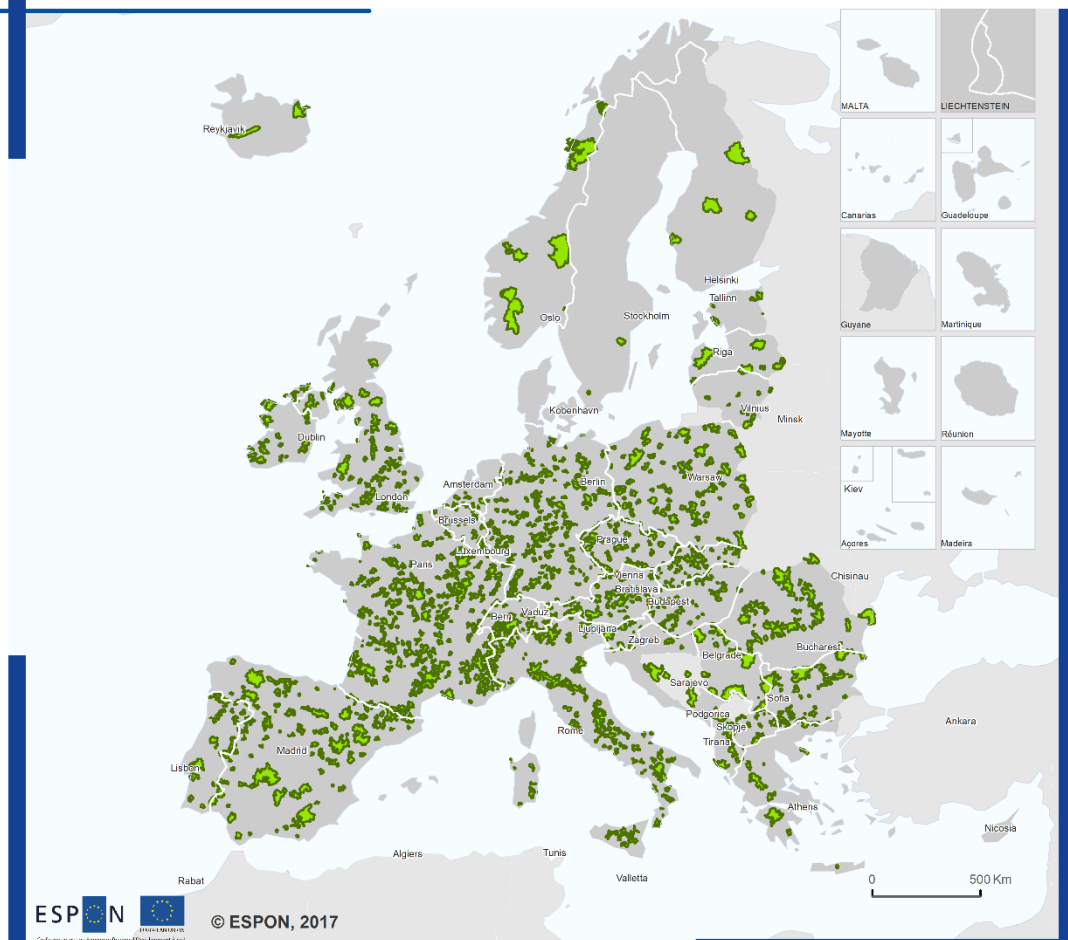 MALTA
LIECHTENSTEIN
Reykjavik
Canarias
Guadeloupe
Helsinki
Tallinn
Oslo
Stockholm
Guyane
Martinique
Riga
Kobenhavn
Vilnius
Minsk
Mayotte
Réunion
Dublin
Amsterdam
Berlin
Warsaw
London
Kiev
Brussels
Açores
Madeira
Prague
Luxembourg
Paris
Vienna
Chisinau
Bratislava
Budapest
Bern
Vaduz
Ljubljana
Zagreb
Bucharest
Belgrade
Sarajevo
Sofia
Podgorica
Skopje
Ankara
Rome
Tirana
Madrid
Lisbon
Athens
Nicosia
Algiers
Tunis
Valletta
Rabat
0
500 Km
ESPON
© ESPON, 2017